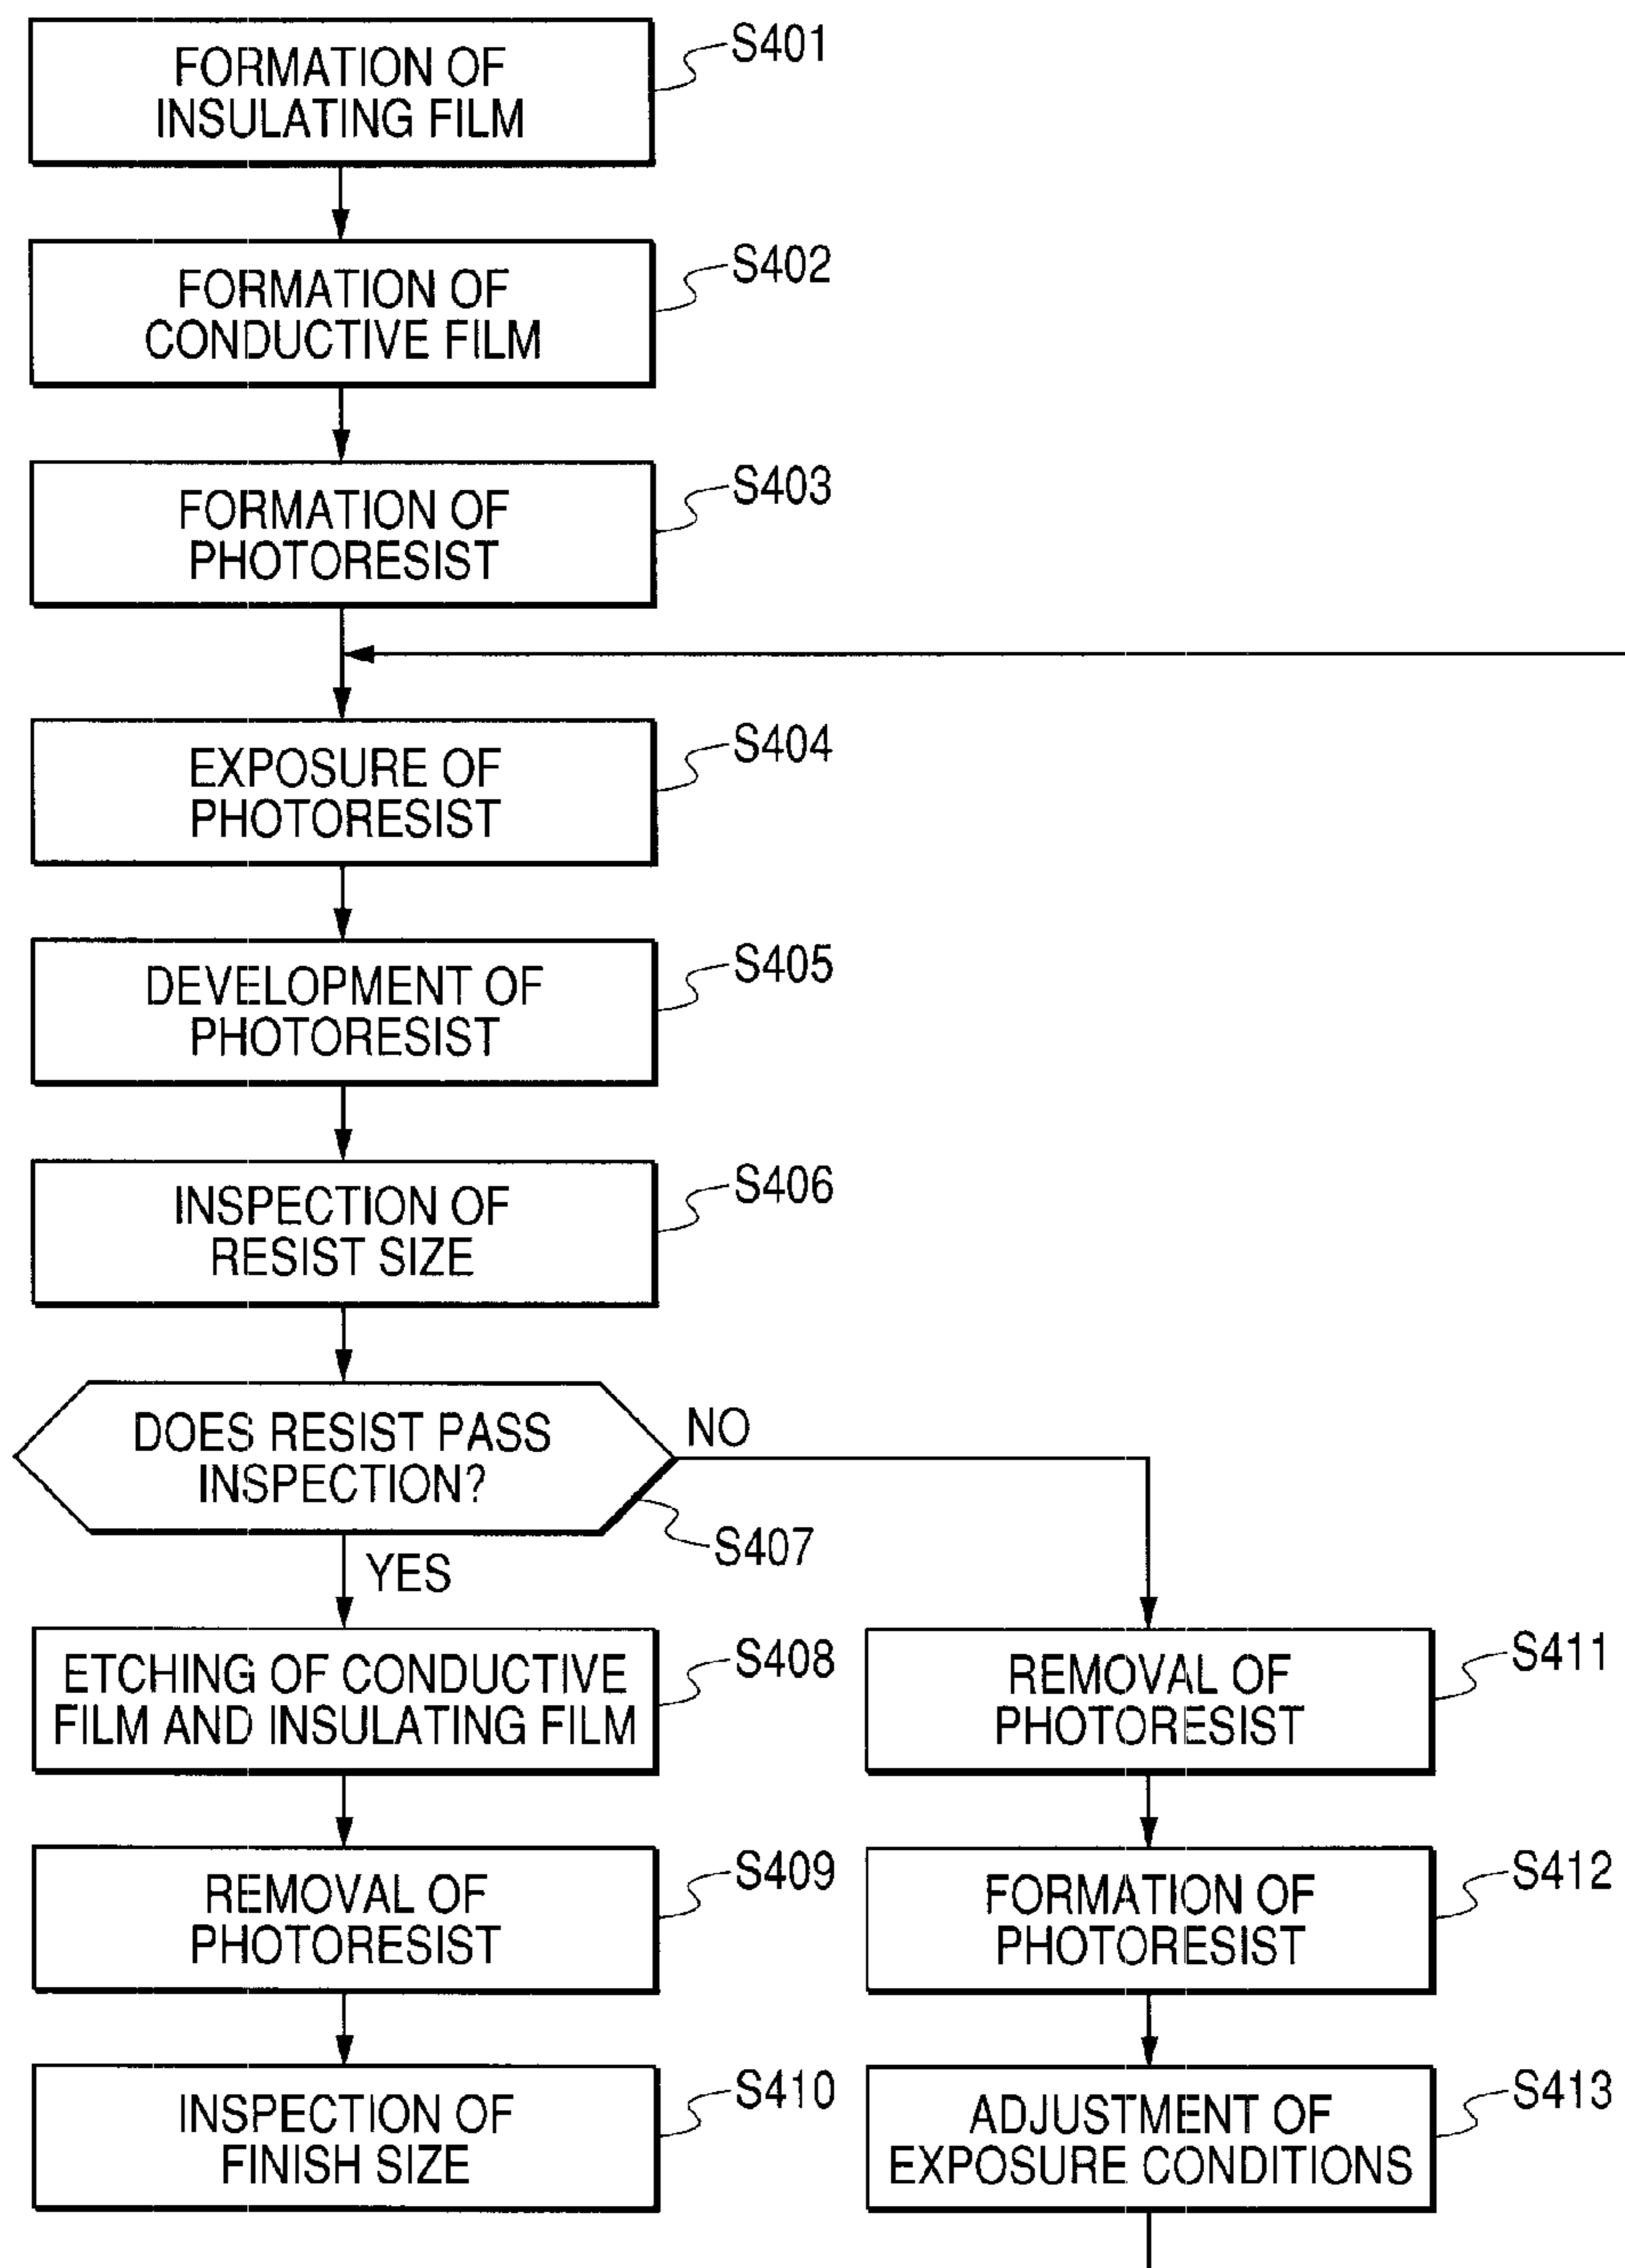 FORMATION OF
INSULATING FILM
S401
FORMATION OF
CONDUCTIVE FILM
S402
FORMATION OF
PHOTORESIST
S403
EXPOSURE OF
PHOTORESIST
S404
DEVELOPMENT OF
PHOTORESIST
S405
INSPECTION OF
RESIST SIZE
S406
DOES RESIST PASS
INSPECTION?
NO
S407
YES
ETCHING OF CONDUCTIVE
FILM AND INSULATING FILM
S408
REMOVAL OF
PHOTORESIST
S411
REMOVAL OF
PHOTORESIST
S409
FORMATION OF
PHOTORESIST
S412
INSPECTION OF
FINISH SIZE
S410
ADJUSTMENT OF
EXPOSURE CONDITIONS
S413